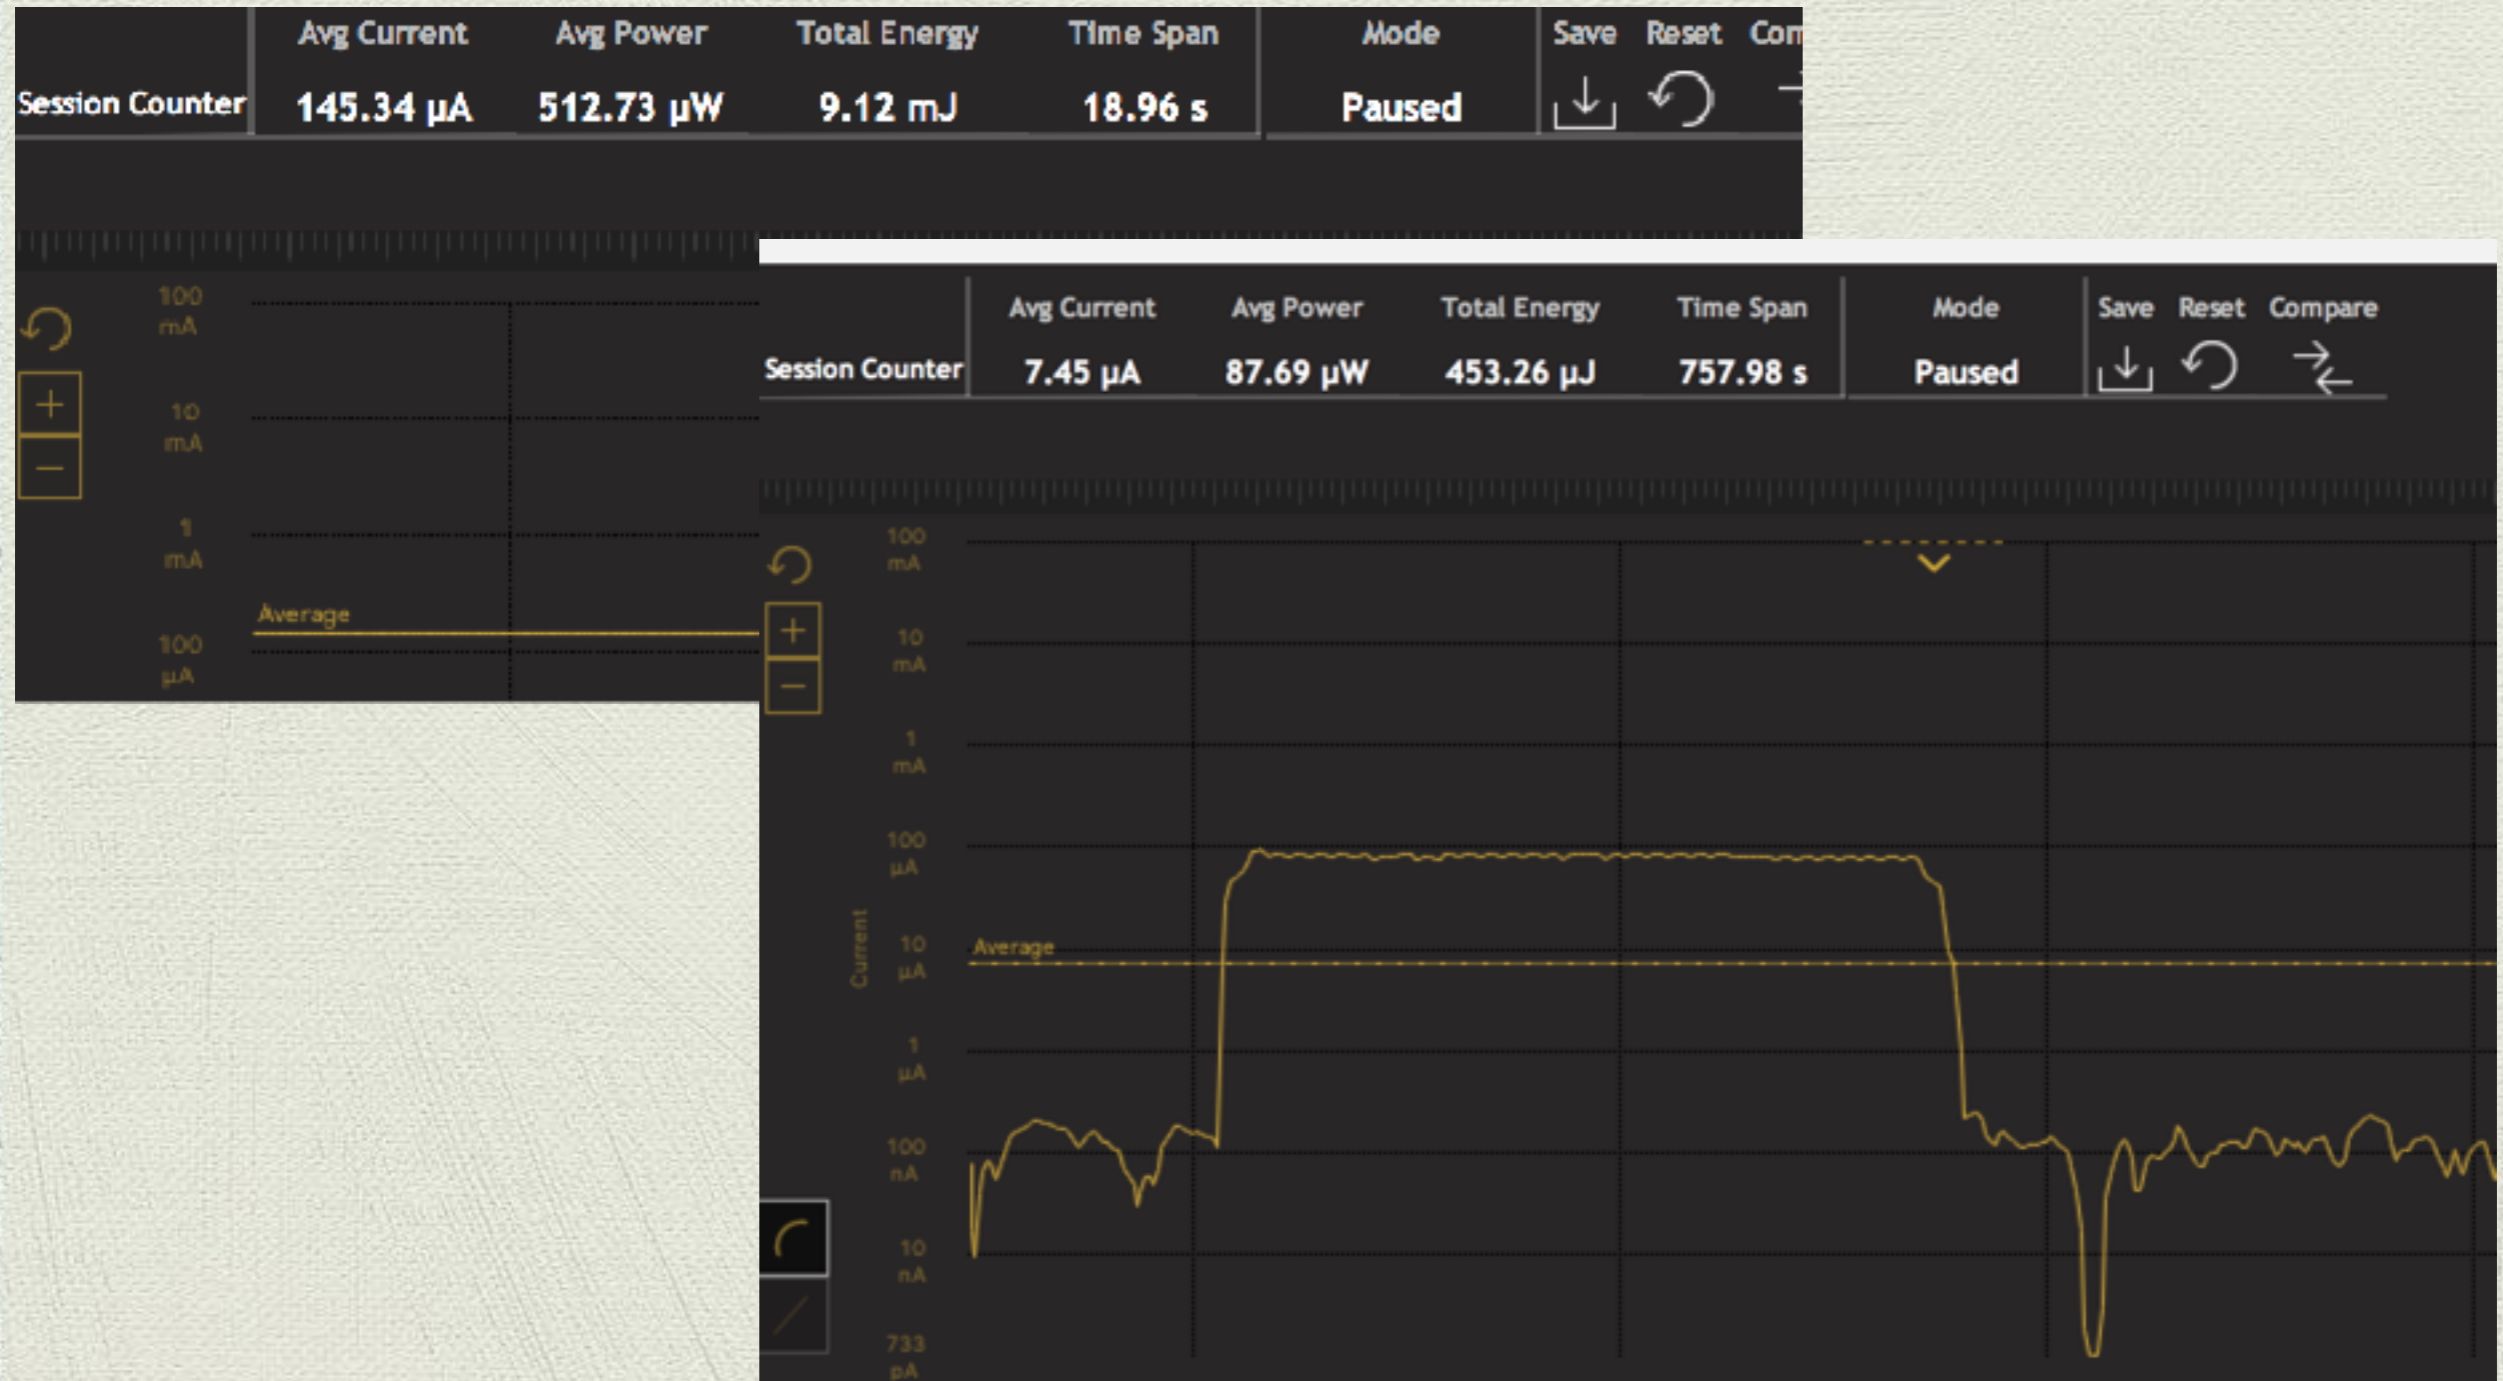 Avg Current Avg Power Total Energy Time Span Mode Save Reset Com
Session Counter 145.34 µA 512.73 µW 9.12 mJ 18.96 s Paused
100
mA
10
mA
1
mA
Average
100
µA
Avg Current Avg Power Total Energy Time Span Mode Save Reset Compare
Session Counter 7.45 µA 87.69 µW 453.26 µJ 757.98 s Paused
100
mA
10
mA
1
mA
100
µA
Current
10
µA
Average
1
µA
100
nA
10
nA
733
pA